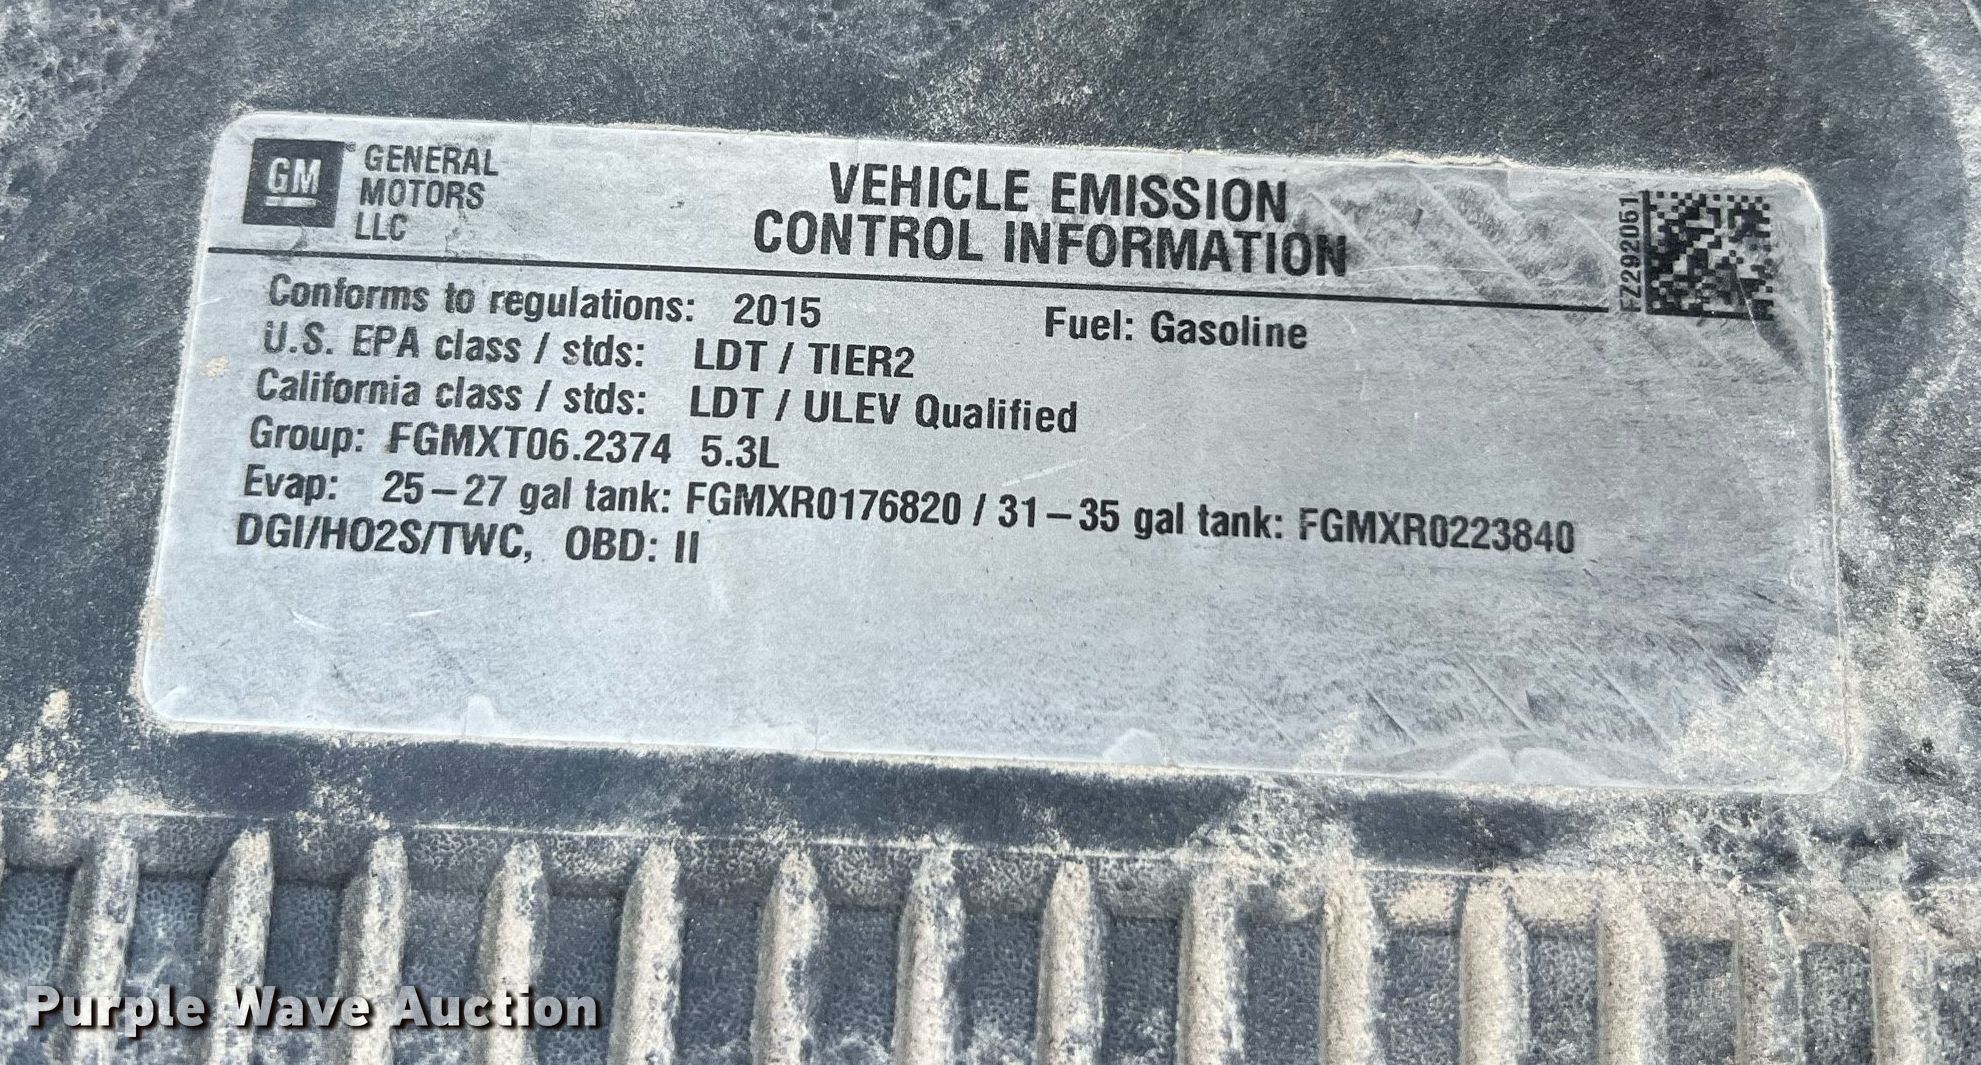 GM
GENERAL
MOTORS
LLC
VEHICLE EMISSION
CONTROL INFORMATION
FZ292051
Conforms to regulations: 2015 Fuel: Gasoline
U.S. EPA class / stds: LDT / TIER2
California class / stds: LDT / ULEV Qualified
Group: FGMXT06.2374 5.3L
Evap: 25–27 gal tank: FGMXR0176820 / 31–35 gal tank: FGMXR0223840
DGI/HO2S/TWC, OBD: II
Purple Wave Auction